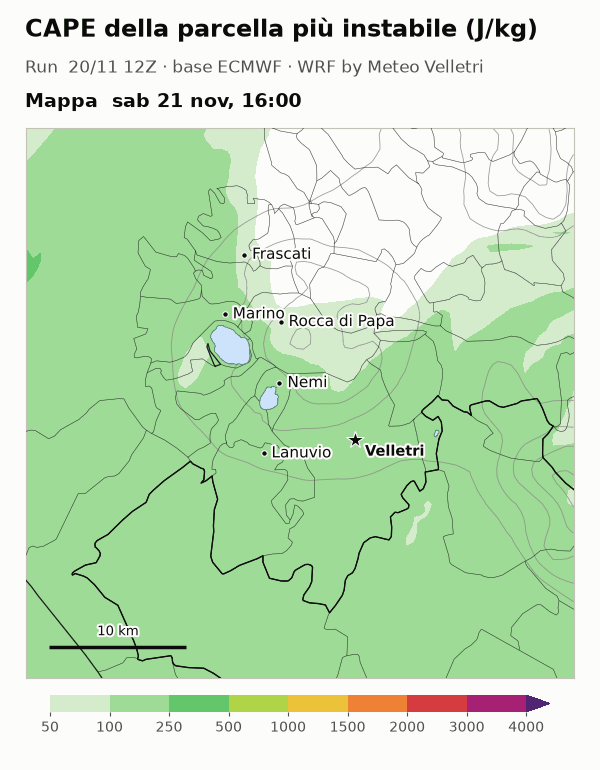 CAPE della parcella più instabile (J/kg)
Run  20/11 12Z · base ECMWF · WRF by Meteo Velletri
Mappa  sab 21 nov, 16:00
Frascati
Marino
Rocca di Papa
Nemi
Velletri
Lanuvio
10 km
50 100 250 500 1000 1500 2000 3000 4000